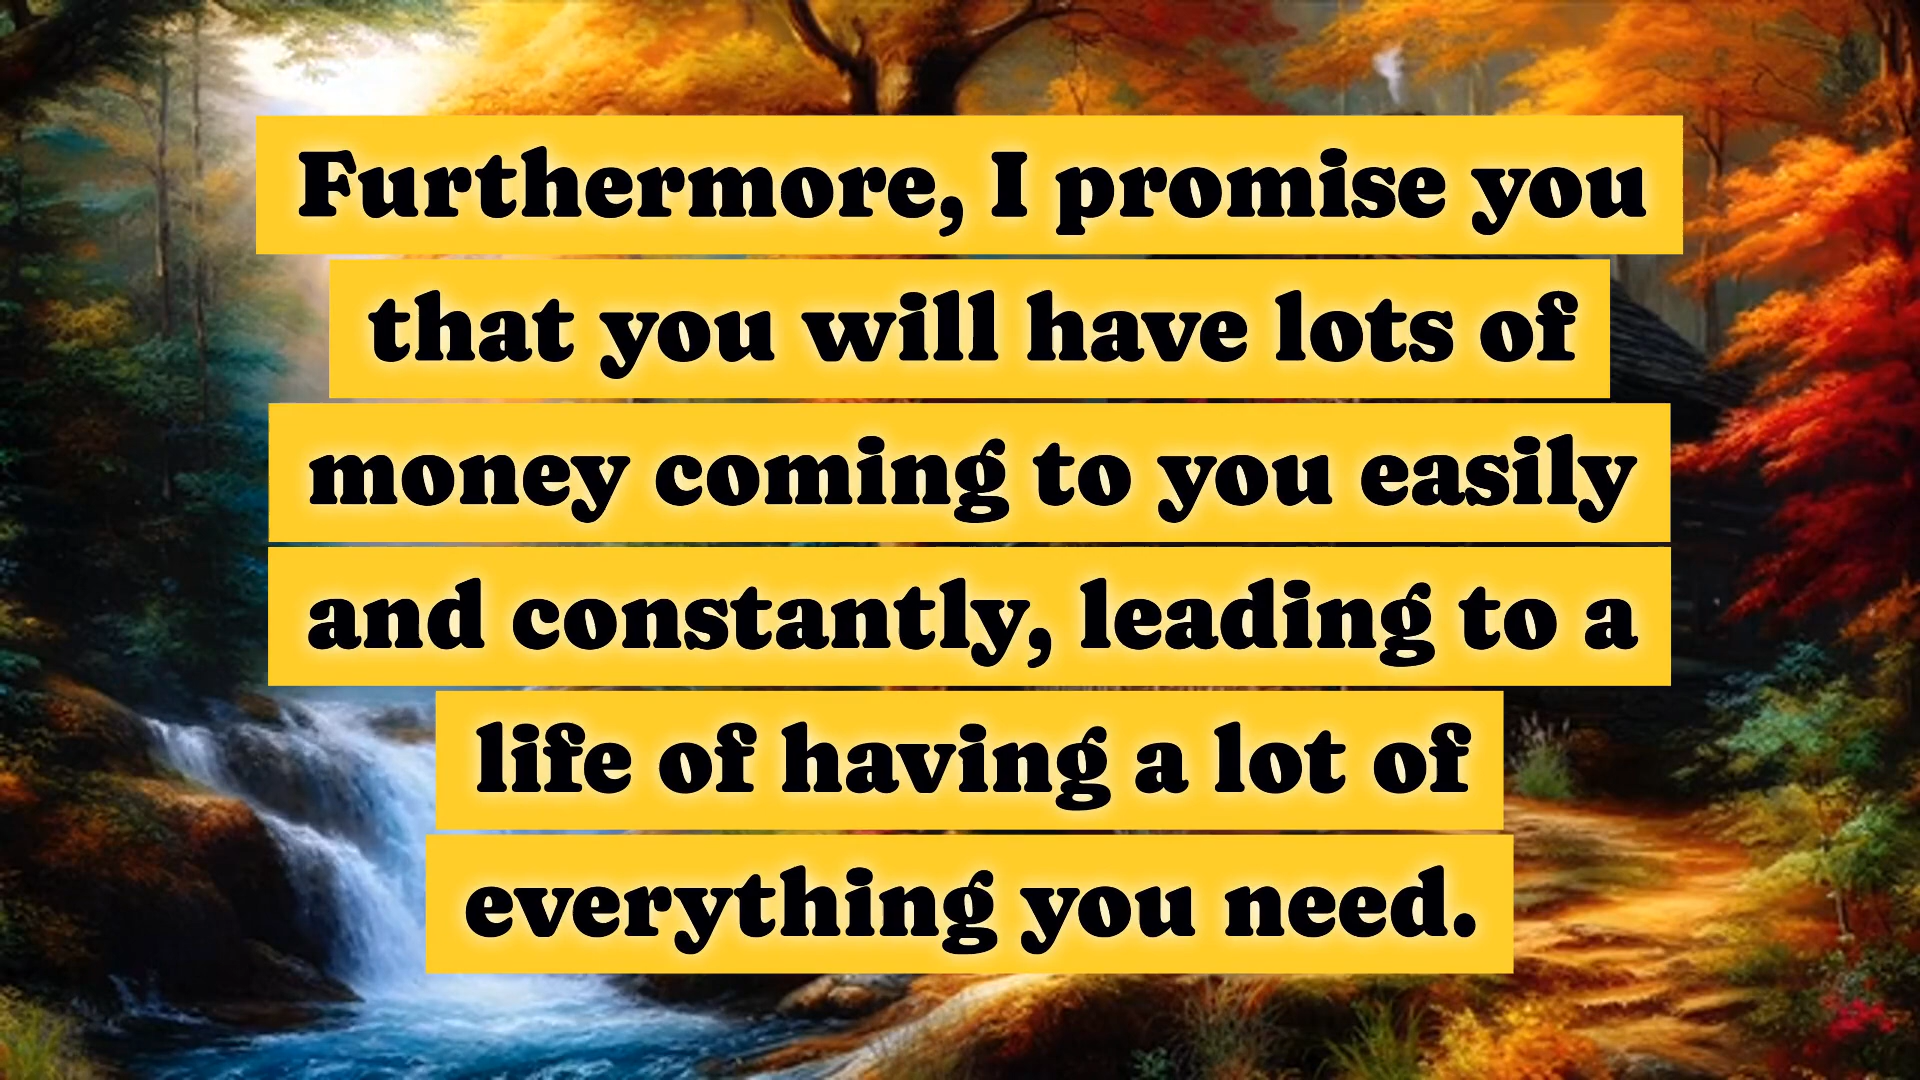 Furthermore, I promise you
that you will have lots of
money coming to you easily
and constantly, leading to a
life of having a lot of
everything you need.